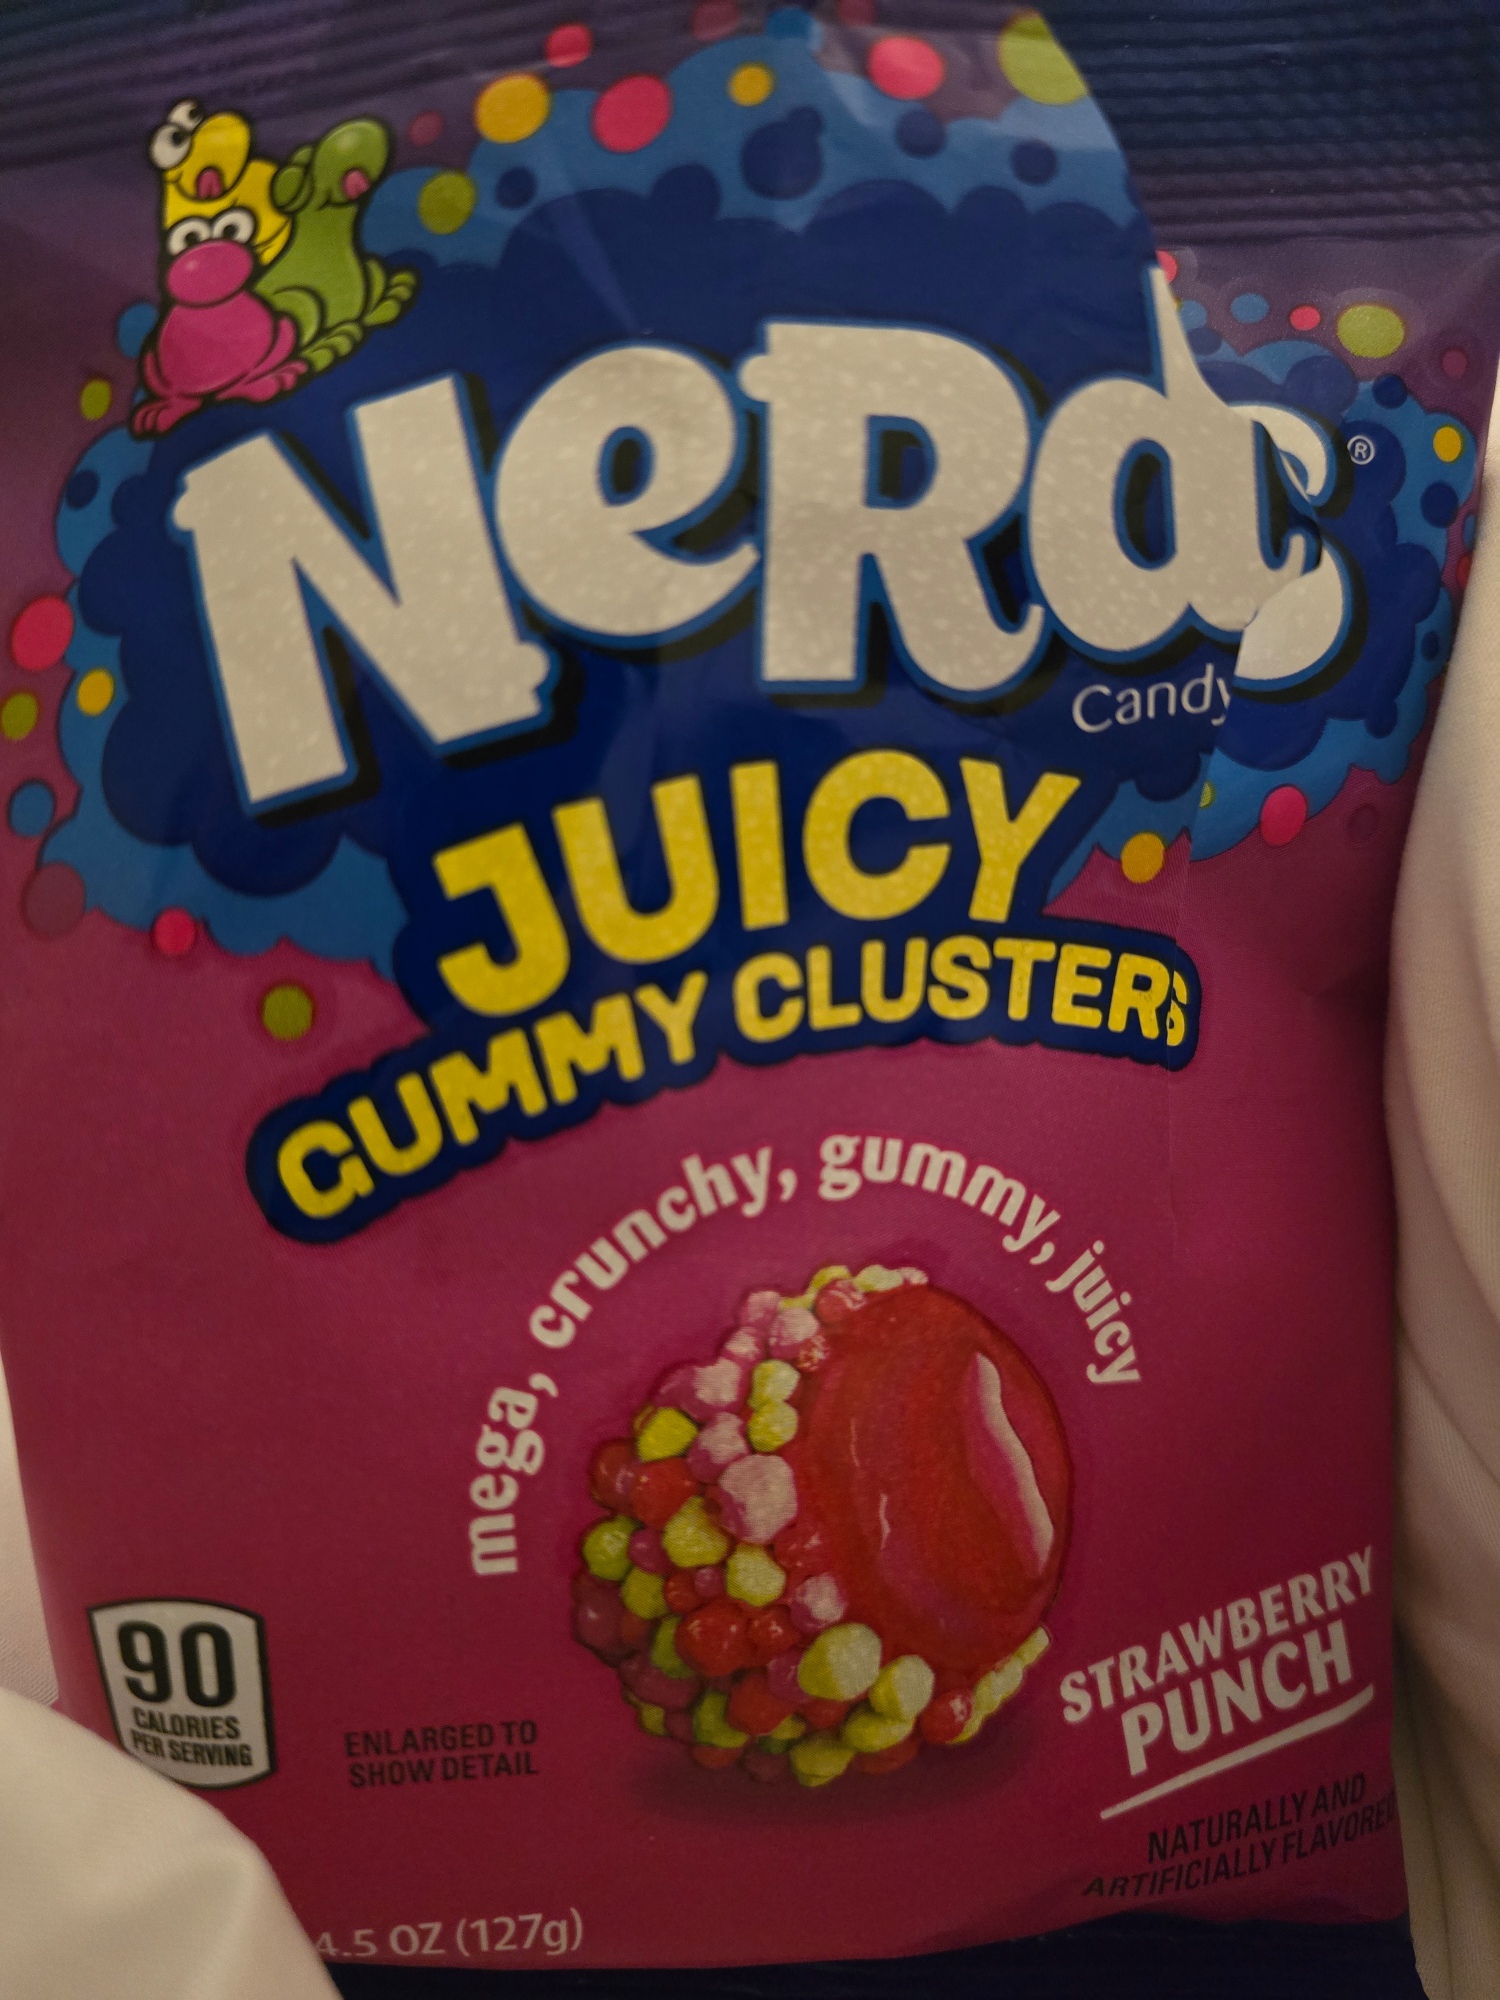 NeRds®
Candy
JUICY
GUMMY CLUSTERS
mega, crunchy, gummy, juicy
90
CALORIES
PER SERVING
ENLARGED TO
SHOW DETAIL
STRAWBERRY
PUNCH
NATURALLY AND
ARTIFICIALLY FLAVORED
4.5 OZ (127g)